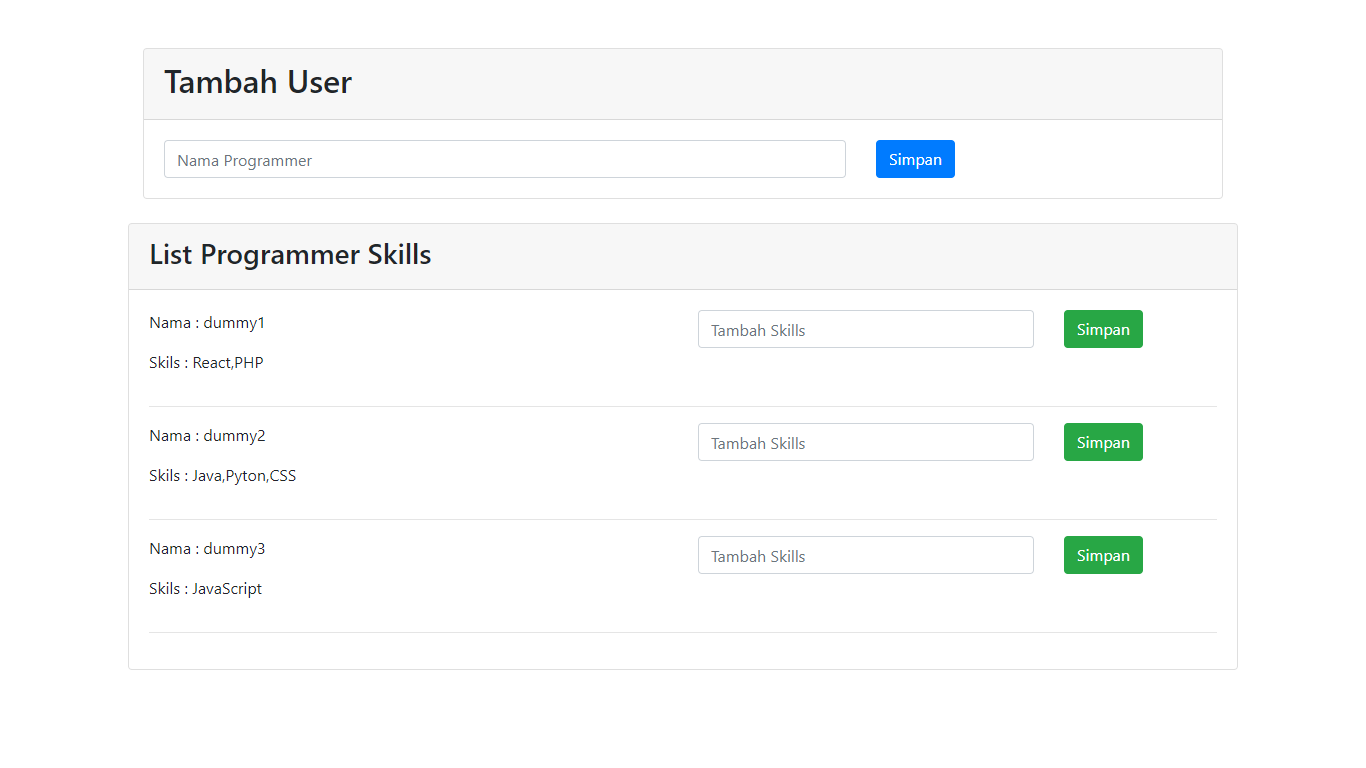 Tambah User
Nama Programmer
Simpan
List Programmer Skills
Nama : dummy1
Tambah Skills
Simpan
Skils : React,PHP
Nama : dummy2
Tambah Skills
Simpan
Skils : Java,Pyton,CSS
Nama : dummy3
Tambah Skills
Simpan
Skils : JavaScript